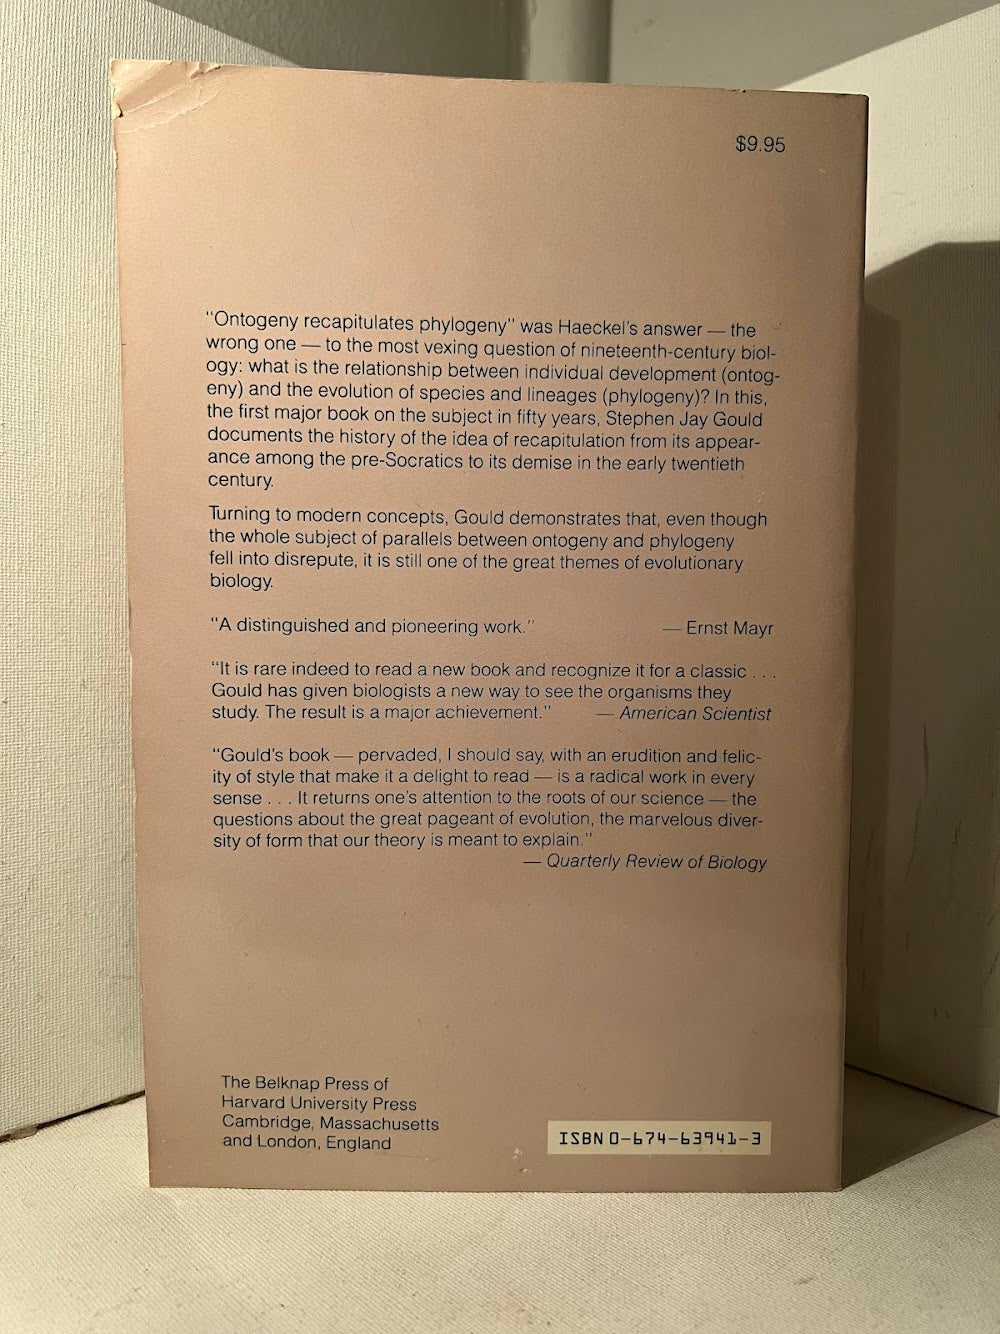 $9.95
"Ontogeny recapitulates phylogeny" was Haeckel's answer — the
wrong one — to the most vexing question of nineteenth-century biol-
ogy: what is the relationship between individual development (ontog-
eny) and the evolution of species and lineages (phylogeny)? In this,
the first major book on the subject in fifty years, Stephen Jay Gould
documents the history of the idea of recapitulation from its appear-
ance among the pre-Socratics to its demise in the early twentieth
century.
Turning to modern concepts, Gould demonstrates that, even though
the whole subject of parallels between ontogeny and phylogeny
fell into disrepute, it is still one of the great themes of evolutionary
biology.
"A distinguished and pioneering work." — Ernst Mayr
"It is rare indeed to read a new book and recognize it for a classic . . .
Gould has given biologists a new way to see the organisms they
study. The result is a major achievement." — American Scientist
"Gould's book — pervaded, I should say, with an erudition and felic-
ity of style that make it a delight to read — is a radical work in every
sense . . . It returns one's attention to the roots of our science — the
questions about the great pageant of evolution, the marvelous diver-
sity of form that our theory is meant to explain."
— Quarterly Review of Biology
The Belknap Press of
Harvard University Press
Cambridge, Massachusetts
and London, England
ISBN 0-674-63941-3